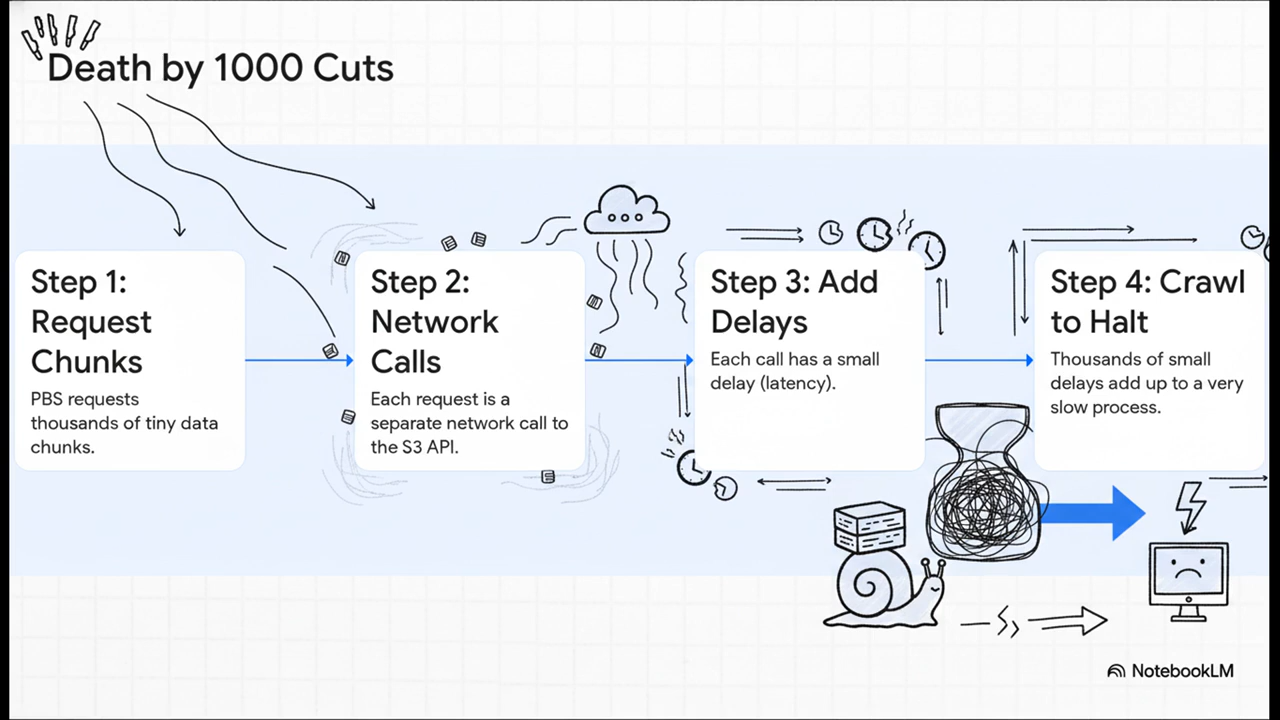 Death by 1000 Cuts
Step 1:
Request
Chunks
PBS requests
thousands of tiny data
chunks.
Step 2:
Network
Calls
Each request is a
separate network call to
the S3 API.
Step 3: Add
Delays
Each call has a small
delay (latency).
Step 4: Crawl
to Halt
Thousands of small
delays add up to a very
slow process.
NotebookLM